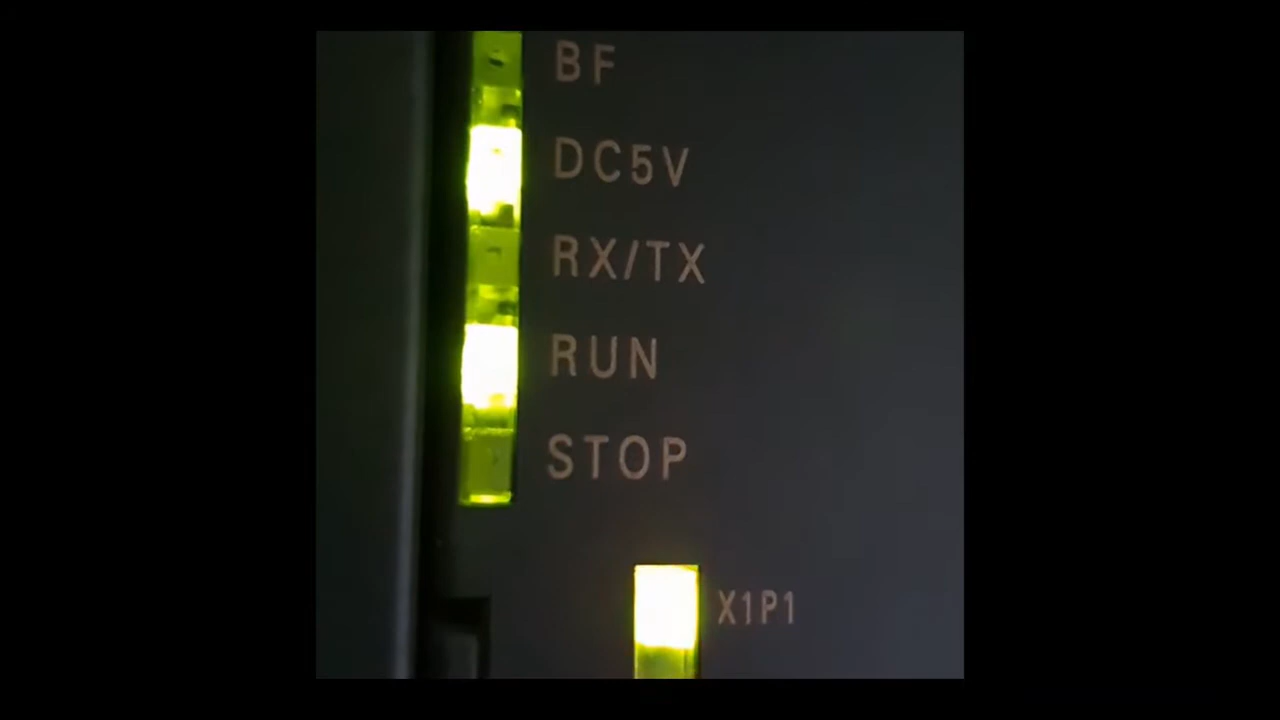 BF
DC5V
RX/TX
RUN
STOP
X1P1